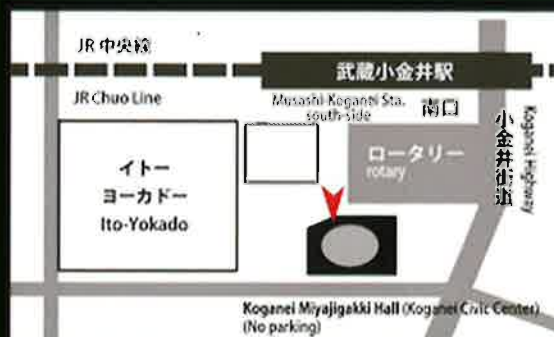 JR 中央線
武蔵小金井駅
JR Chuo Line
Musashi-Koganei Sta.
south-side
南口
イトー
ヨーカドー
Ito-Yokado
ロータリー
rotary
小金井街道
Koganei Highway
Koganei Miyajigakki Hall (Koganei Civic Center)
(No parking)